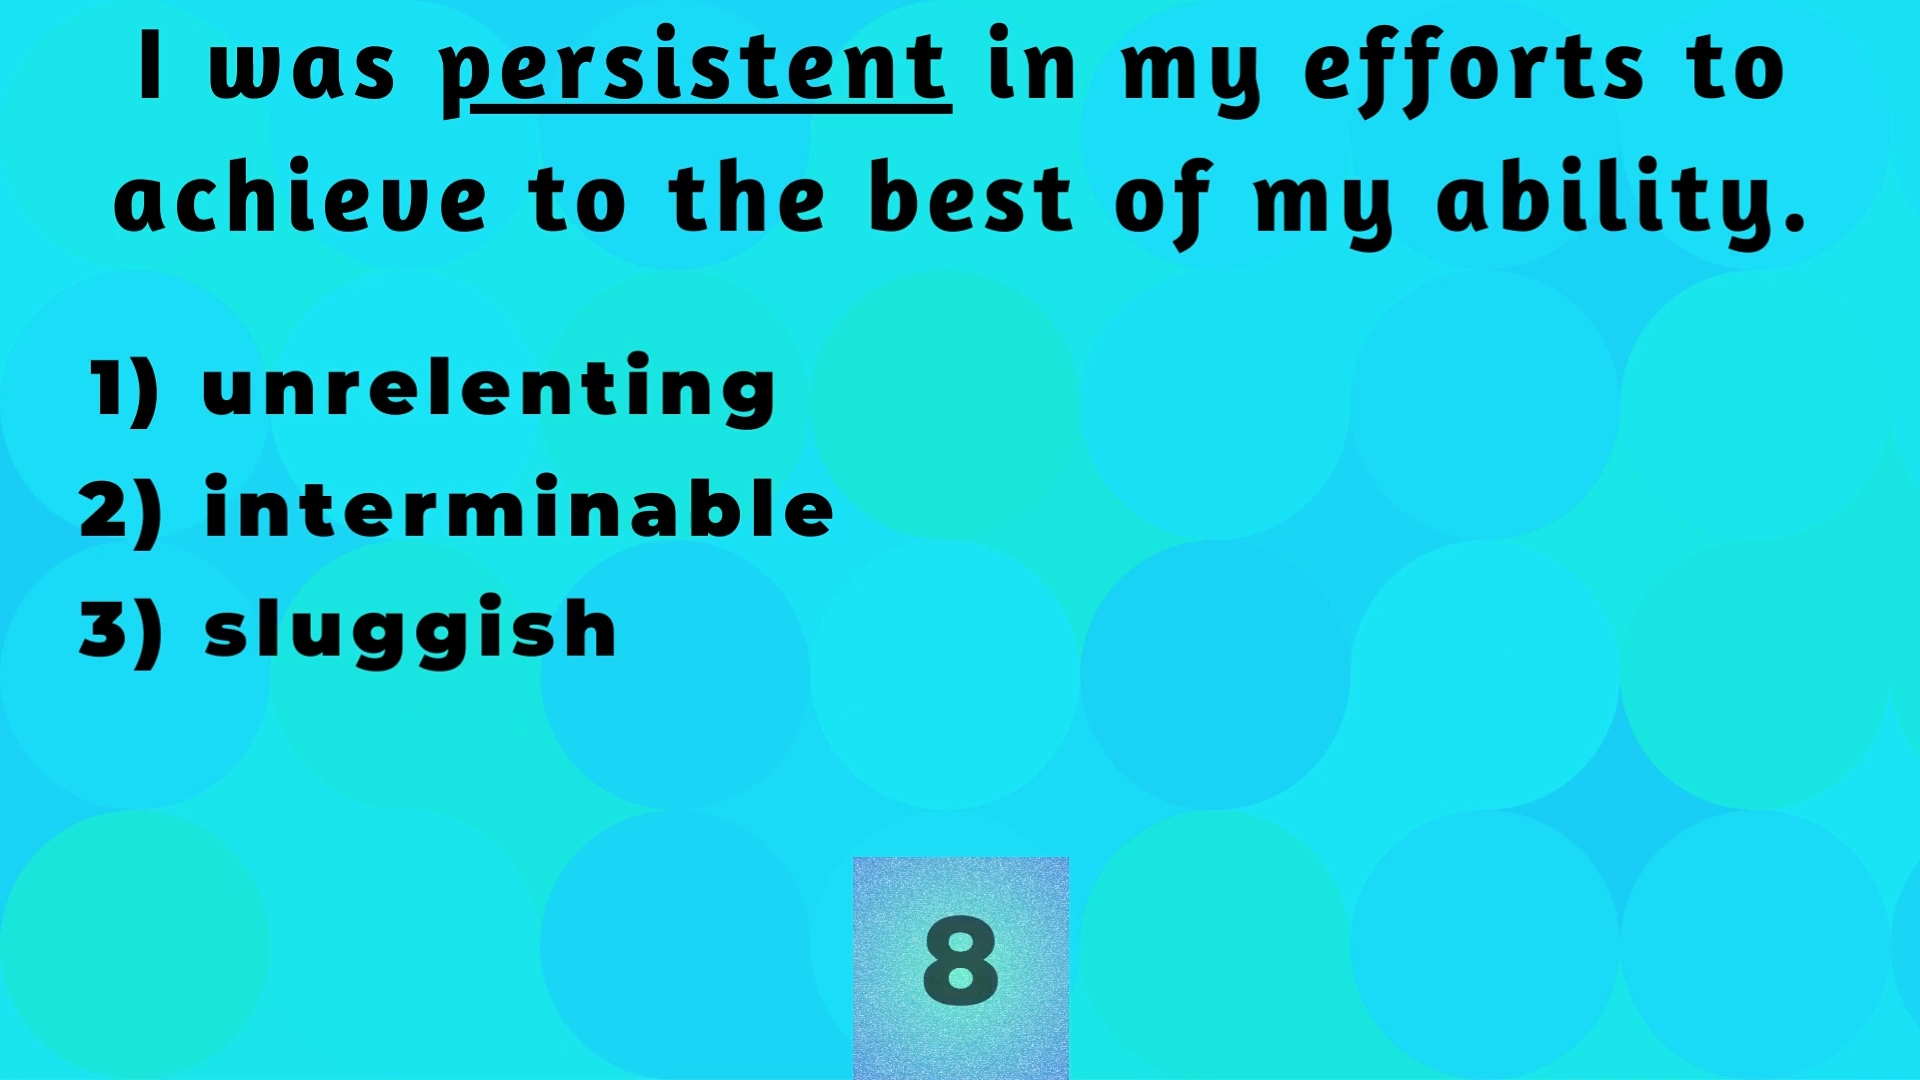 I was persistent in my efforts to
achieve to the best of my ability.
1) unrelenting
2) interminable
3) sluggish
8